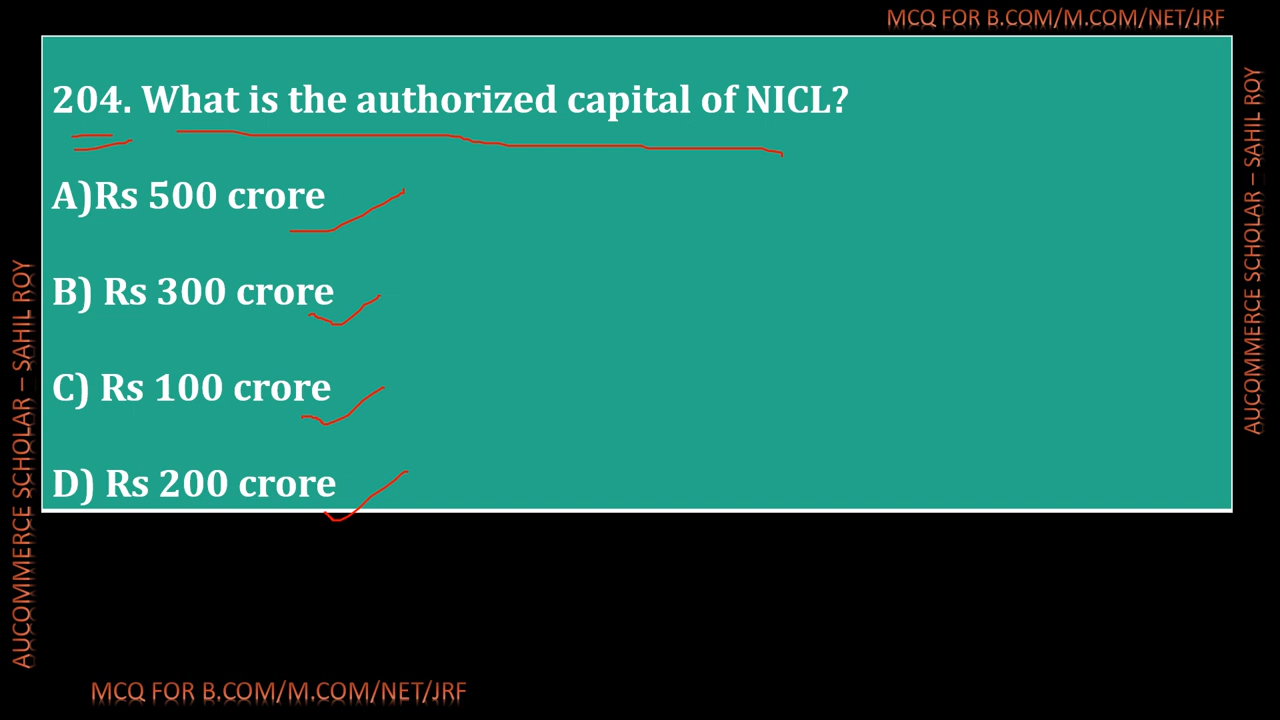 MCQ FOR B.COM/M.COM/NET/JRF
204. What is the authorized capital of NICL?
A)Rs 500 crore
B) Rs 300 crore
C) Rs 100 crore
D) Rs 200 crore
AUCOMMERCE SCHOLAR – SAHIL ROY
AUCOMMERCE SCHOLAR – SAHIL ROY
MCQ FOR B.COM/M.COM/NET/JRF